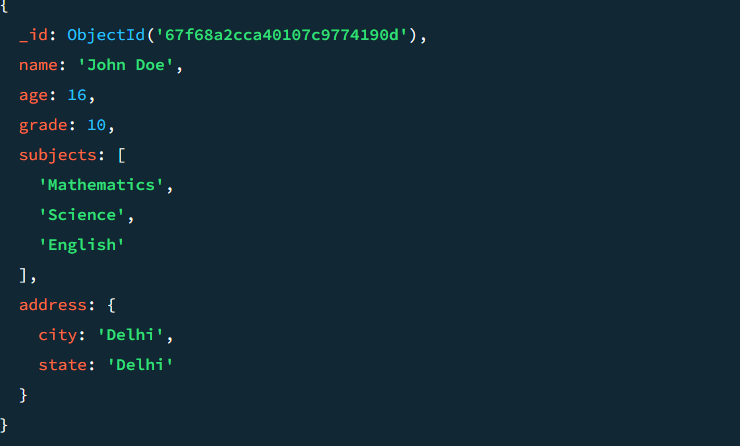 {
  _id: ObjectId('67f68a2cca40107c9774190d'),
  name: 'John Doe',
  age: 16,
  grade: 10,
  subjects: [
    'Mathematics',
    'Science',
    'English'
  ],
  address: {
    city: 'Delhi',
    state: 'Delhi'
  }
}